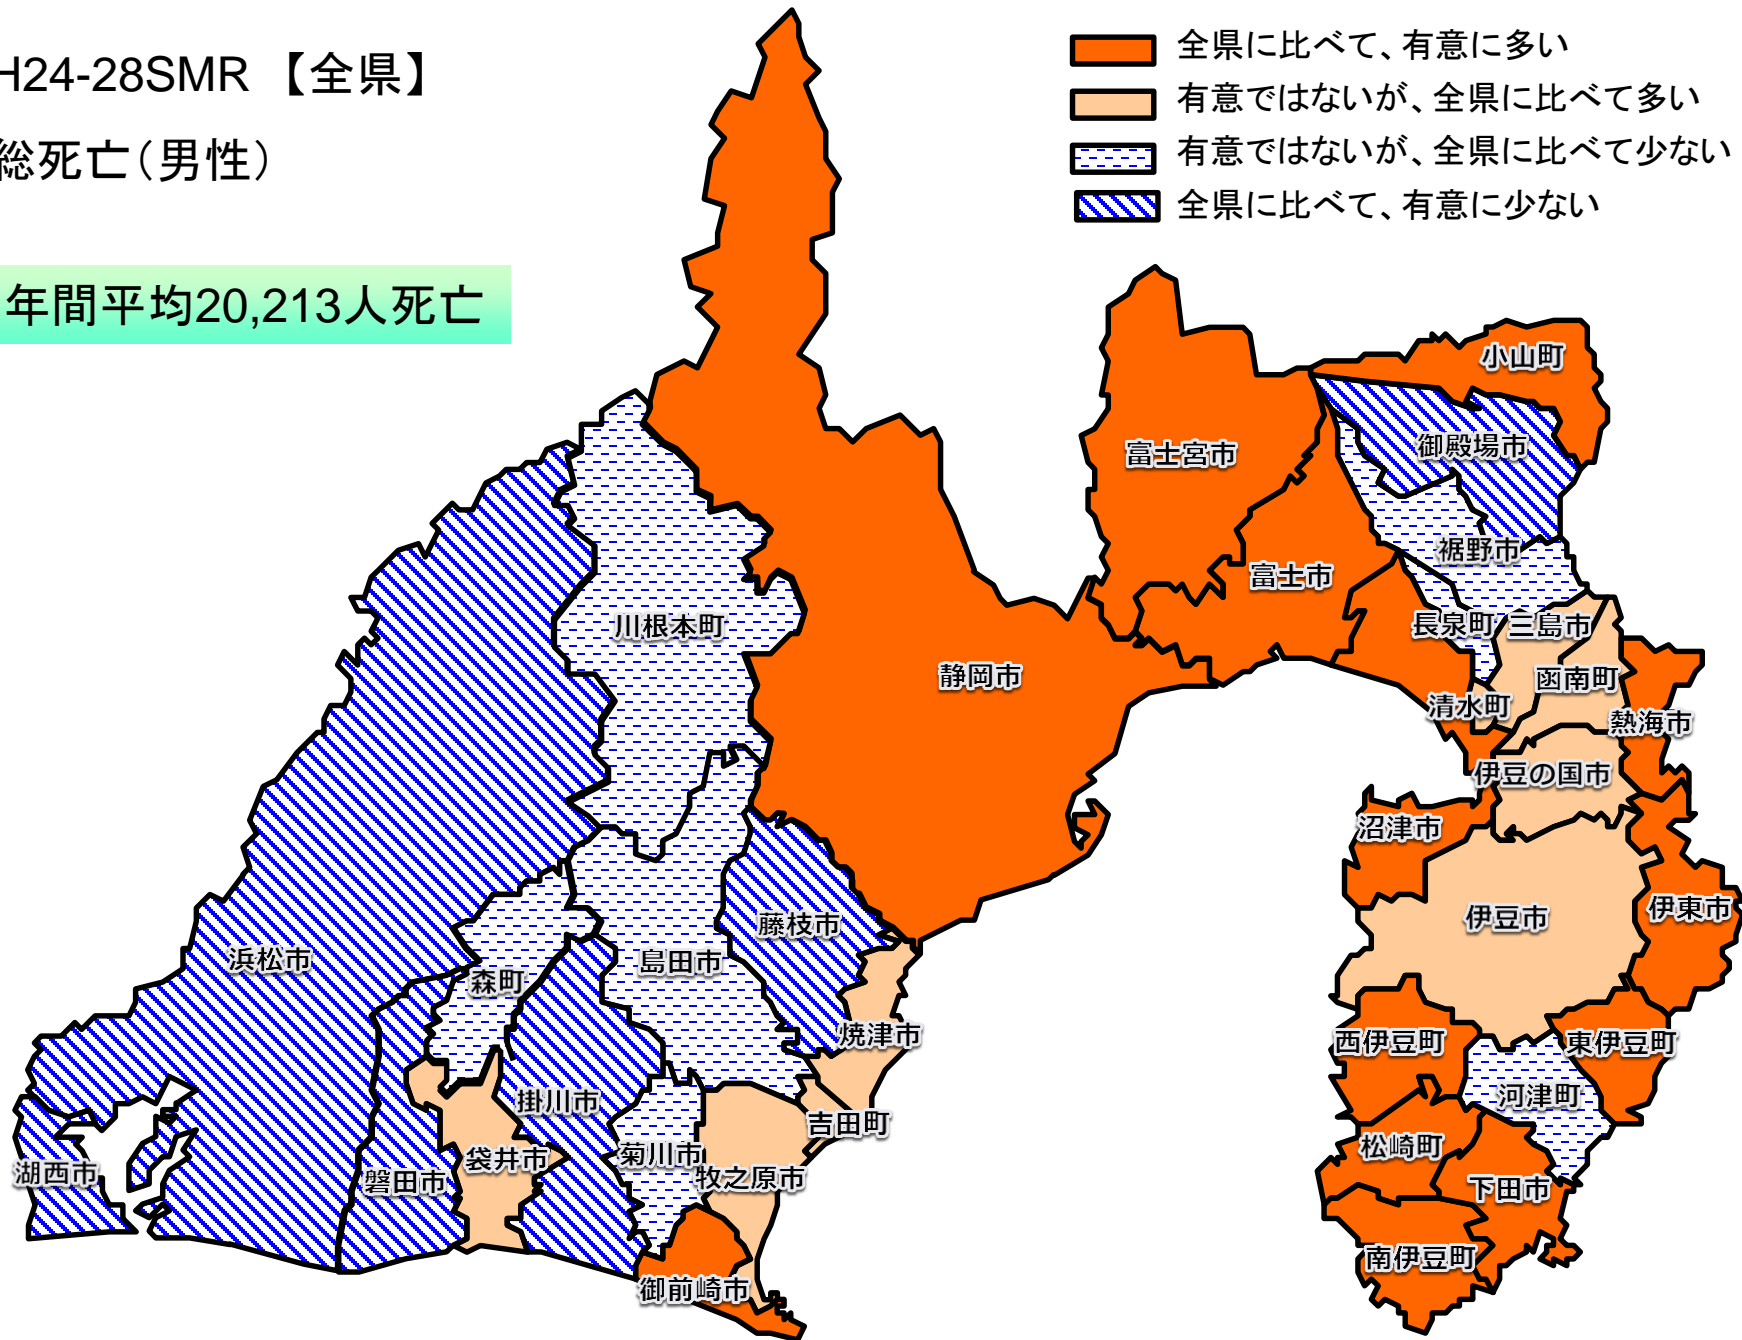 H24-28SMR 【全県】
総死亡(男性)
年間平均20,213人死亡
全県に比べて、有意に多い
有意ではないが、全県に比べて多い
有意ではないが、全県に比べて少ない
全県に比べて、有意に少ない
小山町
御殿場市
富士宮市
裾野市
富士市
川根本町
長泉町
三島市
静岡市
函南町
清水町
熱海市
伊豆の国市
沼津市
伊東市
伊豆市
藤枝市
浜松市
島田市
森町
焼津市
西伊豆町
東伊豆町
河津町
掛川市
吉田町
松崎町
袋井市
菊川市
湖西市
磐田市
牧之原市
下田市
南伊豆町
御前崎市